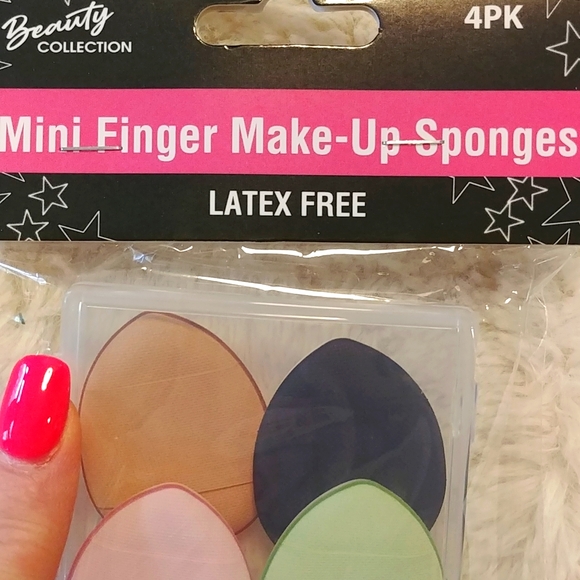 Beauty
COLLECTION
4PK
Mini Finger Make-Up Sponges
LATEX FREE